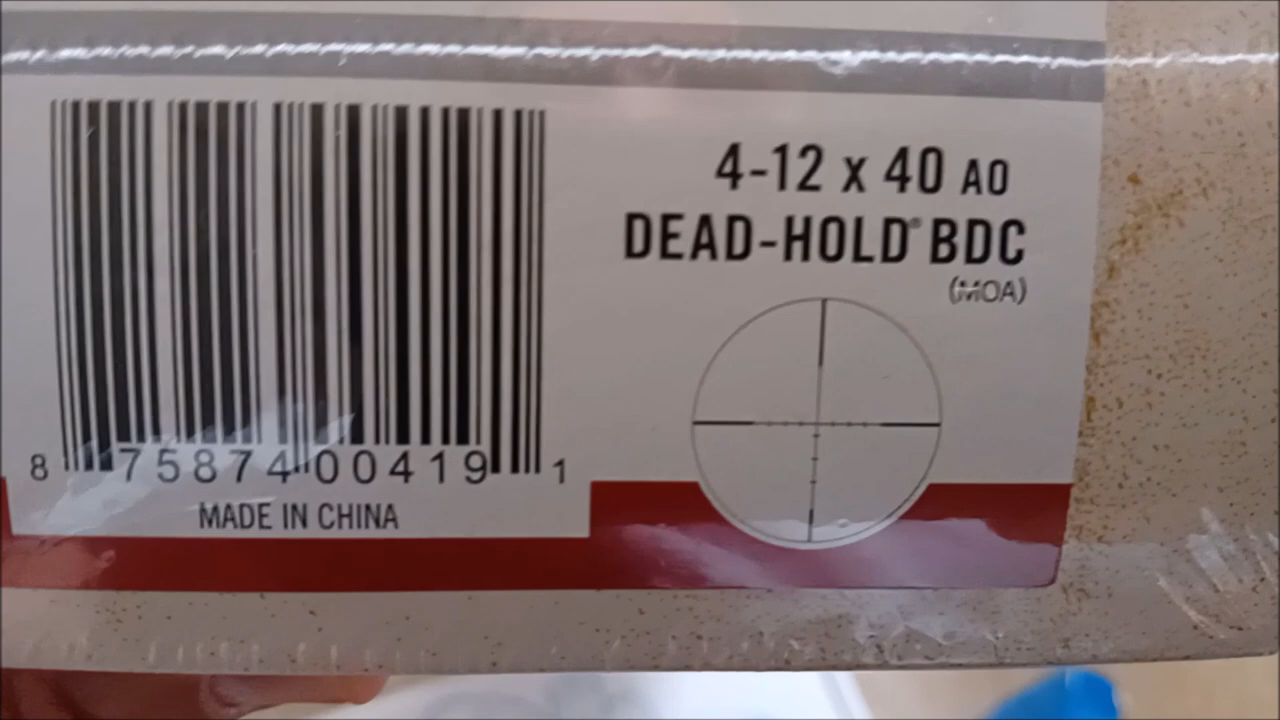 4-12 x 40 AO
DEAD-HOLD® BDC
(MOA)
8 75874 00419 1
MADE IN CHINA